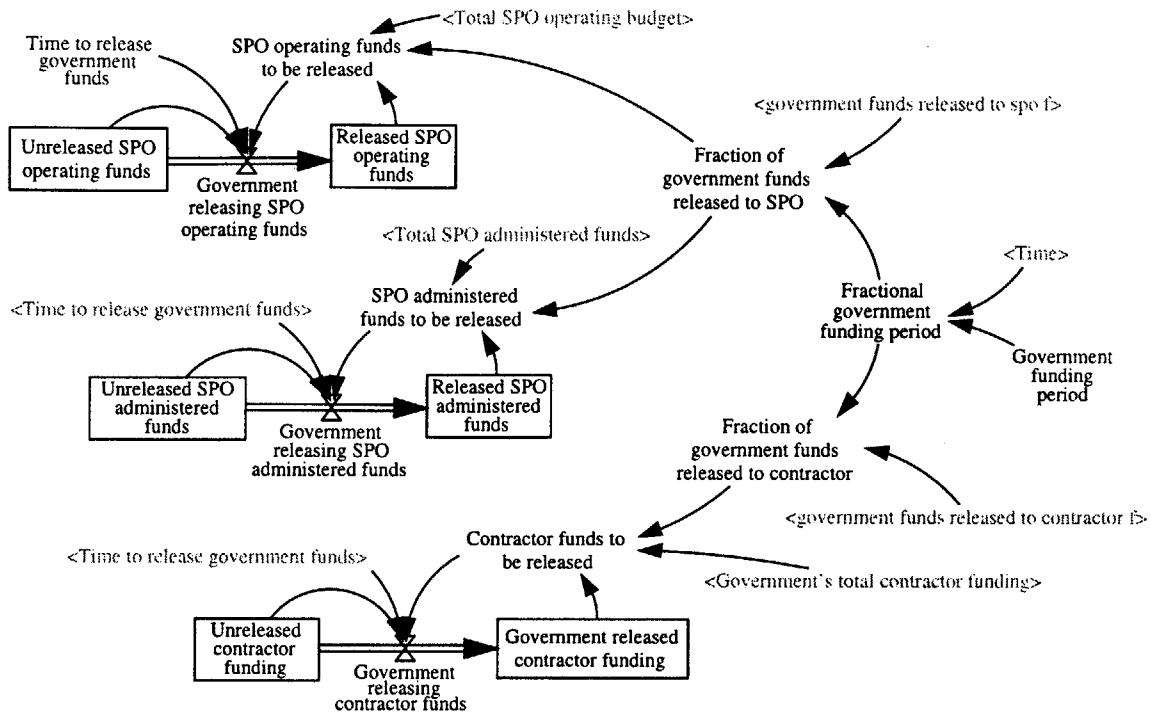 <Total SPO operating budget>
Time to release
government
funds
SPO operating funds
to be released
<government funds released to spo f>
Unreleased SPO
operating funds
Released SPO
operating
funds
Government
releasing SPO
operating funds
Fraction of
government funds
released to SPO
<Total SPO administered funds>
<Time>
<Time to release government funds>
SPO administered
funds to be released
Fractional
government
funding period
Government
funding
period
Unreleased SPO
administered
funds
Released SPO
administered
funds
Government
releasing SPO
administered funds
Fraction of
government funds
released to contractor
<government funds released to contractor f>
<Time to release government funds>
Contractor funds to
be released
<Government's total contractor funding>
Unreleased
contractor
funding
Government released
contractor funding
Government
releasing
contractor funds